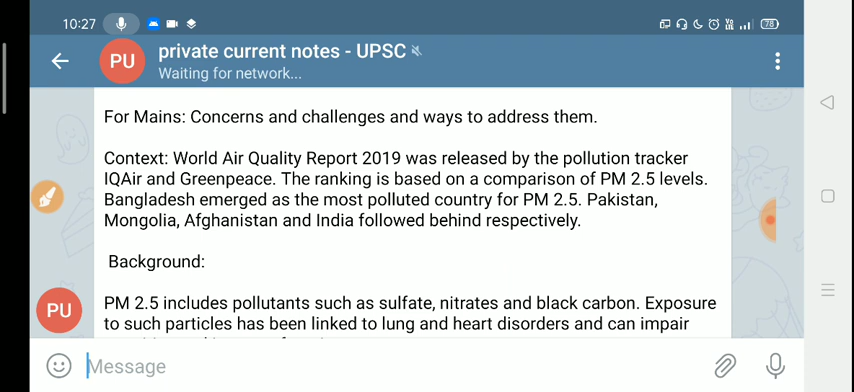 10:27
78
private current notes - UPSC
PU
Waiting for network...
For Mains: Concerns and challenges and ways to address them.
Context: World Air Quality Report 2019 was released by the pollution tracker
IQAir and Greenpeace. The ranking is based on a comparison of PM 2.5 levels.
Bangladesh emerged as the most polluted country for PM 2.5. Pakistan,
Mongolia, Afghanistan and India followed behind respectively.
Background:
PM 2.5 includes pollutants such as sulfate, nitrates and black carbon. Exposure
PU
to such particles has been linked to lung and heart disorders and can impair
Message